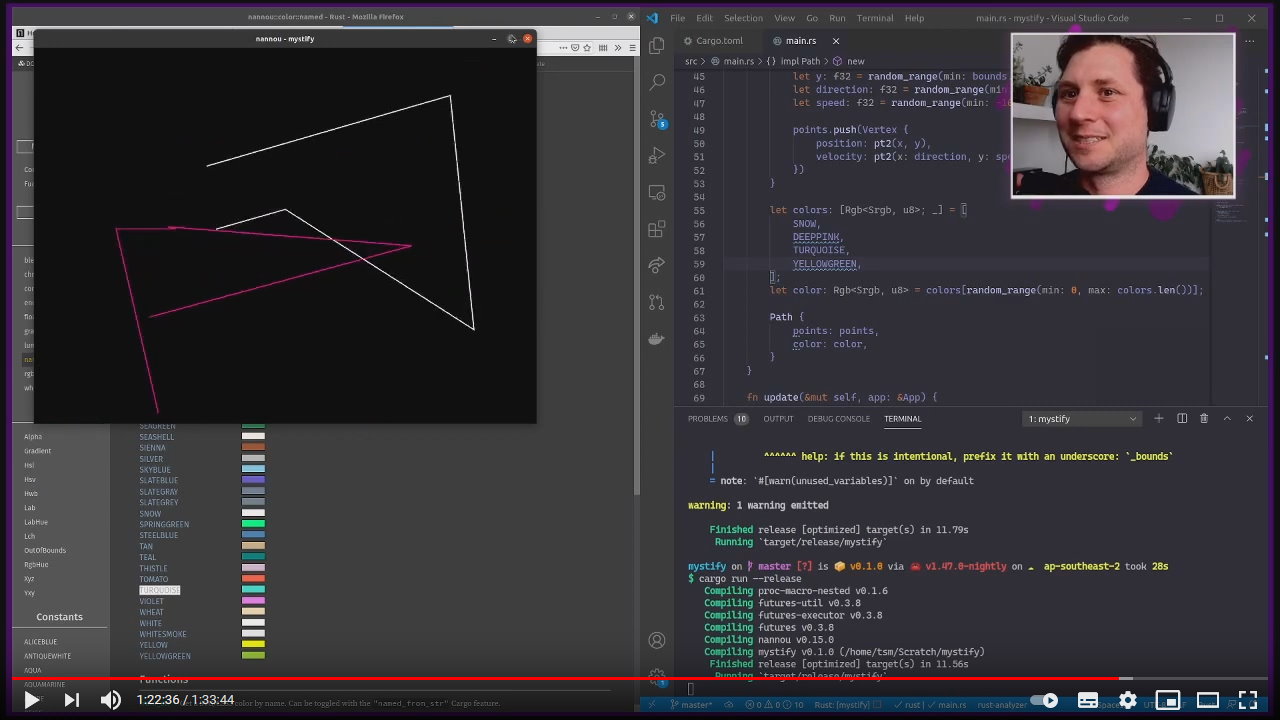 nannou::color::named - Rust - Mozilla Firefox
nannou - mystify
Alpha
Gradient
Hsl
Hsv
Hwb
Lab
LabHue
Lch
OutOfBounds
RgbHue
Xyz
Yxy
Constants
ALICEBLUE
ANTIQUEWHITE
AQUA
AQUAMARINE
SEAGREEN
SEASHELL
SIENNA
SILVER
SKYBLUE
SLATEBLUE
SLATEGRAY
SLATEGREY
SNOW
SPRINGGREEN
STEELBLUE
TAN
TEAL
THISTLE
TOMATO
TURQUOISE
VIOLET
WHEAT
WHITE
WHITESMOKE
YELLOW
YELLOWGREEN
Functions
color by name. Can be toggled with the "named_from_str" Cargo feature.
File Edit Selection View Go Run Terminal Help
main.rs - mystify - Visual Studio Code
Cargo.toml
main.rs
src > main.rs > impl Path > new
45 let y: f32 = random_range(min: bounds
46 let direction: f32 = random_range(min
47 let speed: f32 = random_range(min: -10
48
49 points.push(Vertex {
50 position: pt2(x, y),
51 velocity: pt2(x: direction, y: spe
52 })
53 }
54
55 let colors: [Rgb<Srgb, u8>; _] = [
56 SNOW,
57 DEEPPINK,
58 TURQUOISE,
59 YELLOWGREEN,
60 ];
61 let color: Rgb<Srgb, u8> = colors[random_range(min: 0, max: colors.len())];
62
63 Path {
64 points: points,
65 color: color,
66 }
67 }
68
69 fn update(&mut self, app: &App) {
PROBLEMS 10 OUTPUT DEBUG CONSOLE TERMINAL
1: mystify
| ^^^^^^ help: if this is intentional, prefix it with an underscore: `_bounds`
|
= note: `#[warn(unused_variables)]` on by default
warning: 1 warning emitted
Finished release [optimized] target(s) in 11.79s
Running `target/release/mystify`
mystify on master [?] is v0.1.0 via v1.47.0-nightly on ap-southeast-2 took 28s
$ cargo run --release
Compiling proc-macro-nested v0.1.6
Compiling futures-util v0.3.8
Compiling futures-executor v0.3.8
Compiling futures v0.3.8
Compiling nannou v0.15.0
Compiling mystify v0.1.0 (/home/tsm/Scratch/mystify)
Finished release [optimized] target(s) in 11.56s
Running `target/release/mystify`
5
1
master* 0 0 10 Rust: [mystify] rust main.rs rust-analyzer
1:22:36 / 1:33:44